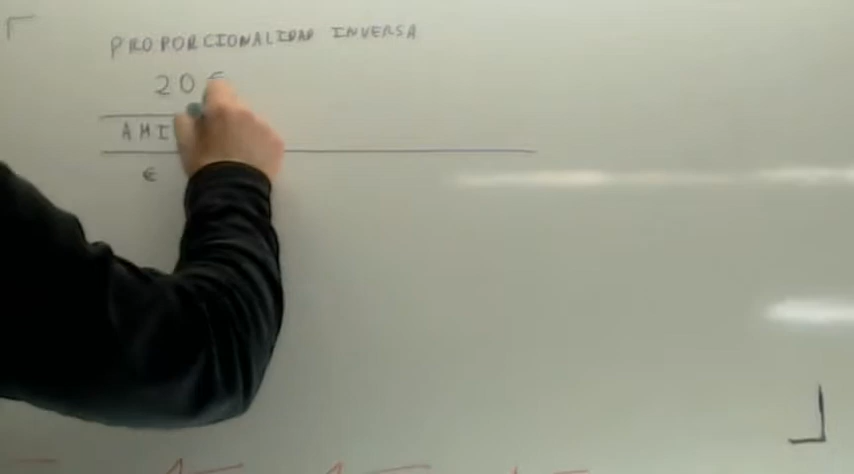 PROPORCIONALIDAD INVERSA
20 €
AMI
€